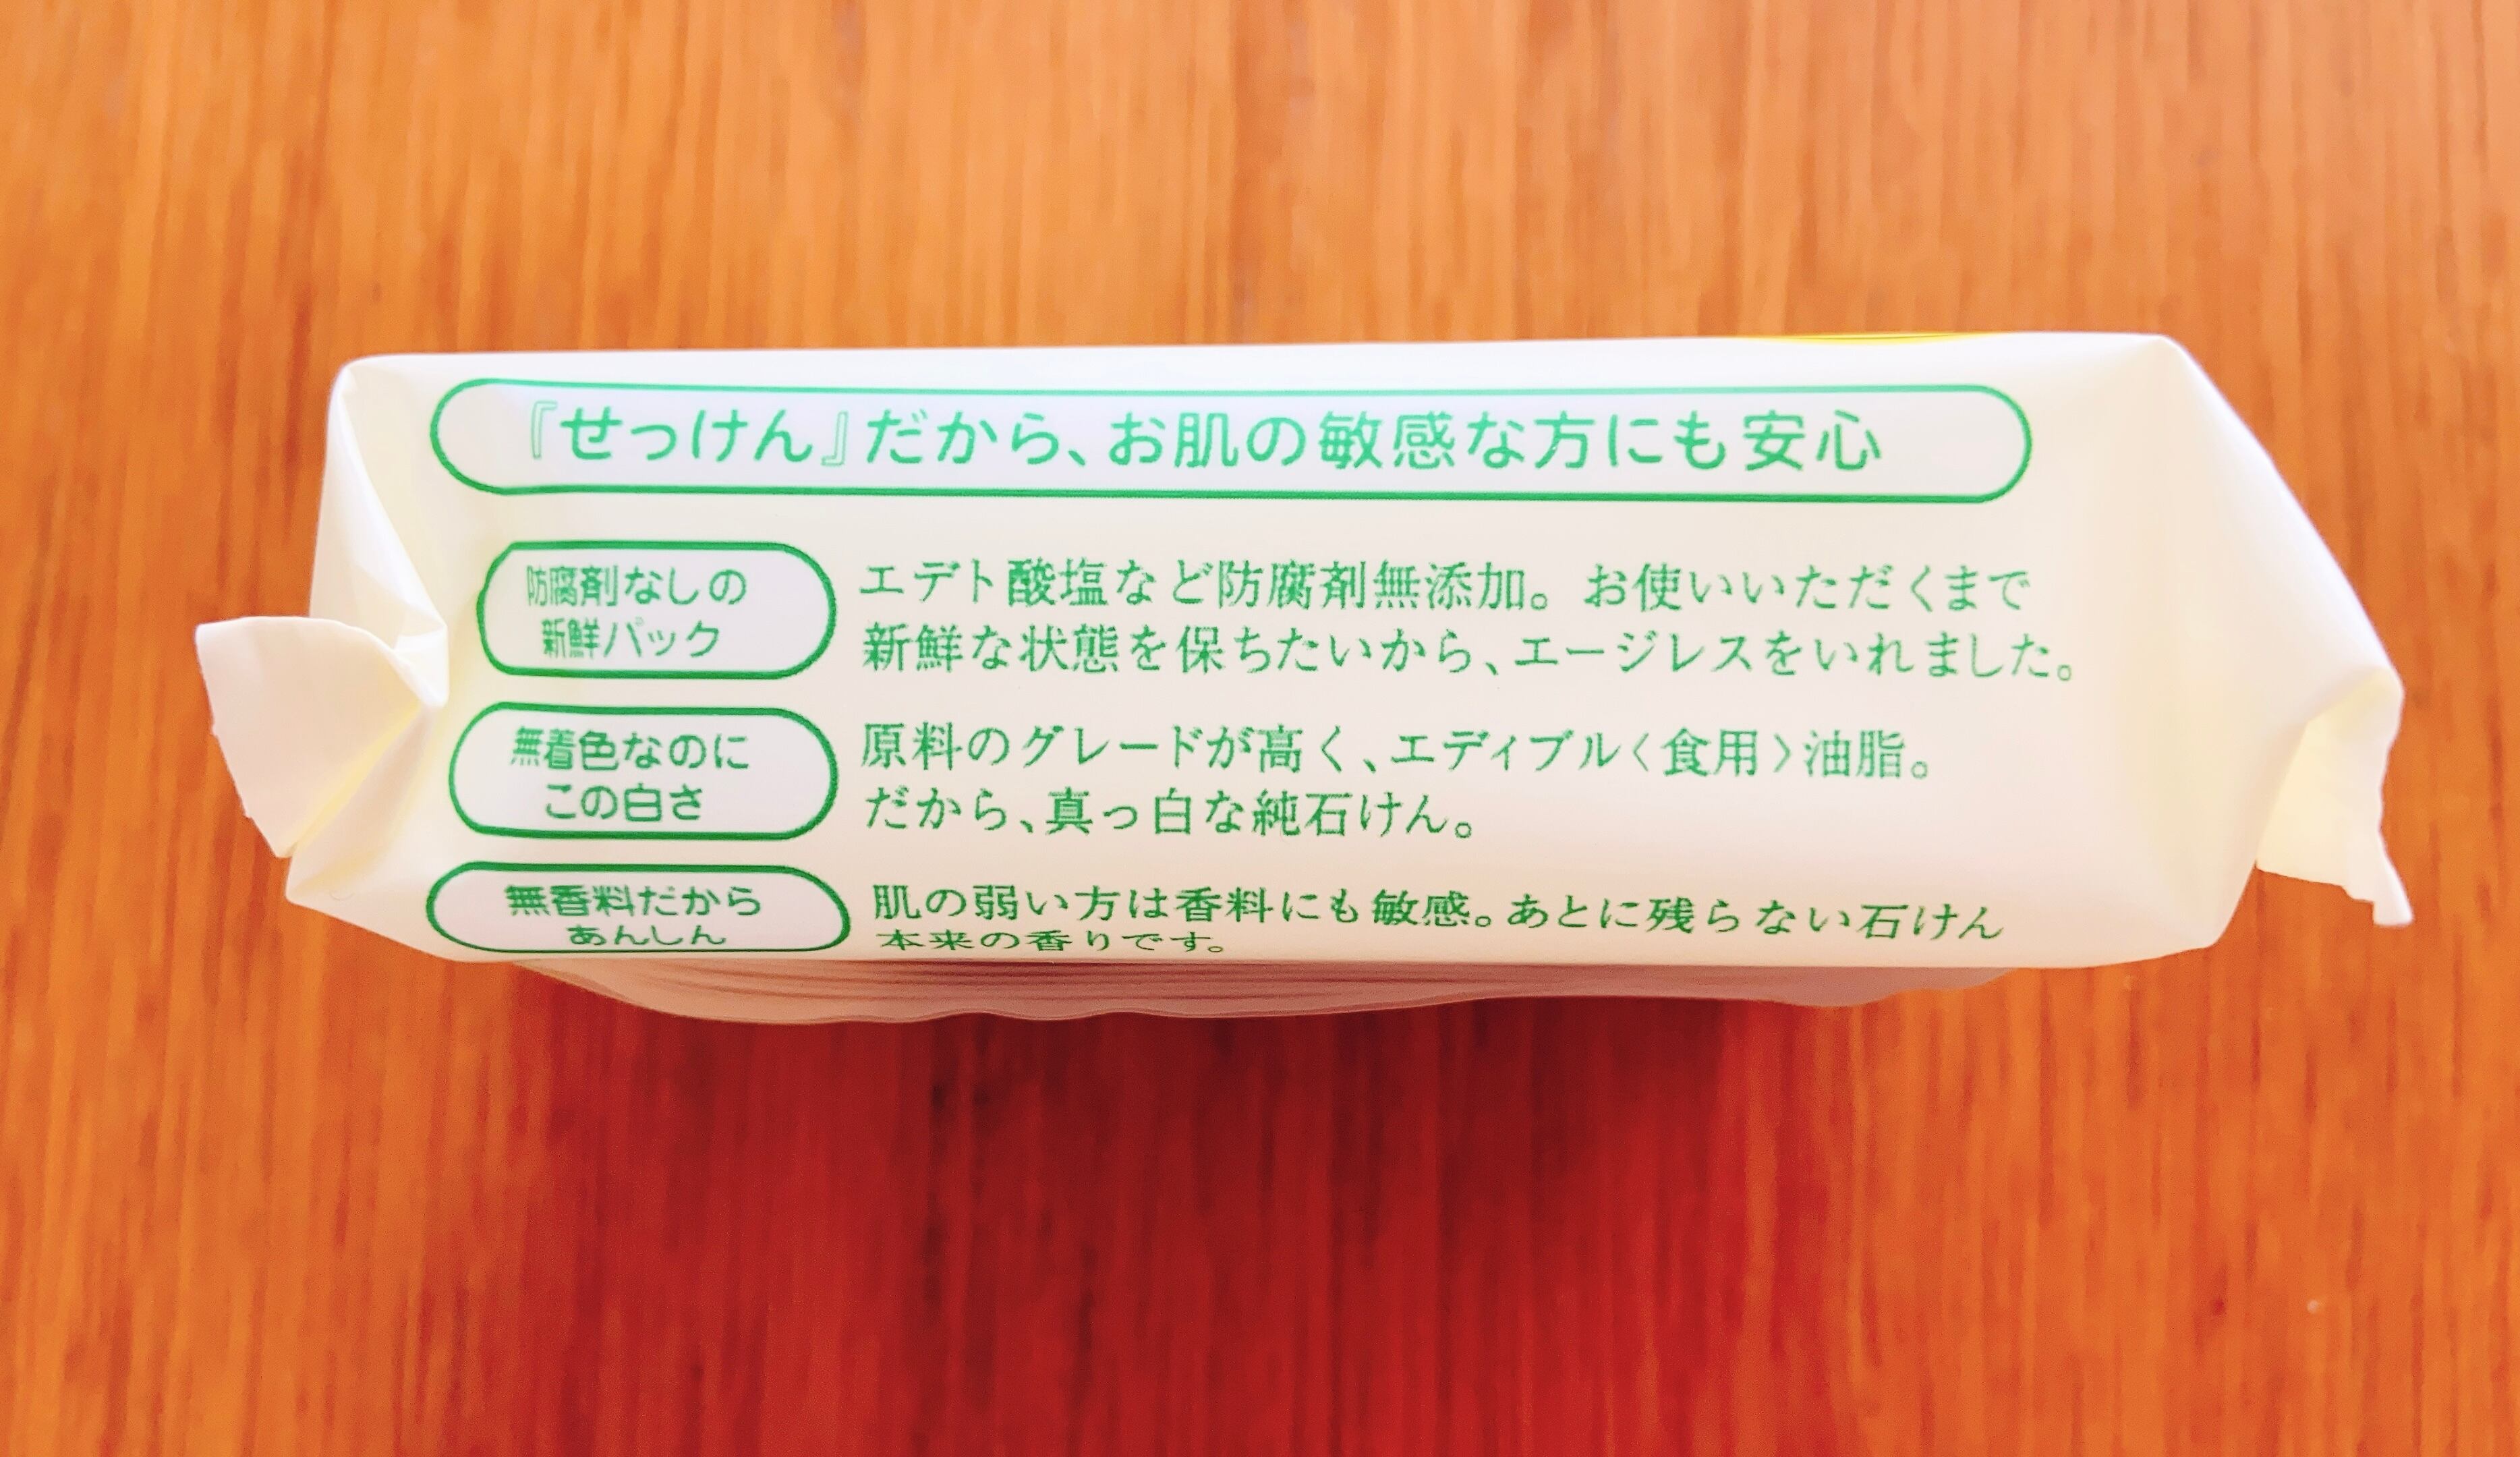 『せっけん』だから、お肌の敏感な方にも安心
防腐剤なしの
新鮮パック
エデト酸塩など防腐剤無添加。お使いいただくまで
新鮮な状態を保ちたいから、エージレスをいれました。
無着色なのに
この白さ
原料のグレードが高く、エディブル〈食用〉油脂。
だから、真っ白な純石けん。
無香料だから
あんしん
肌の弱い方は香料にも敏感。あとに残らない石けん
本来の香りです。